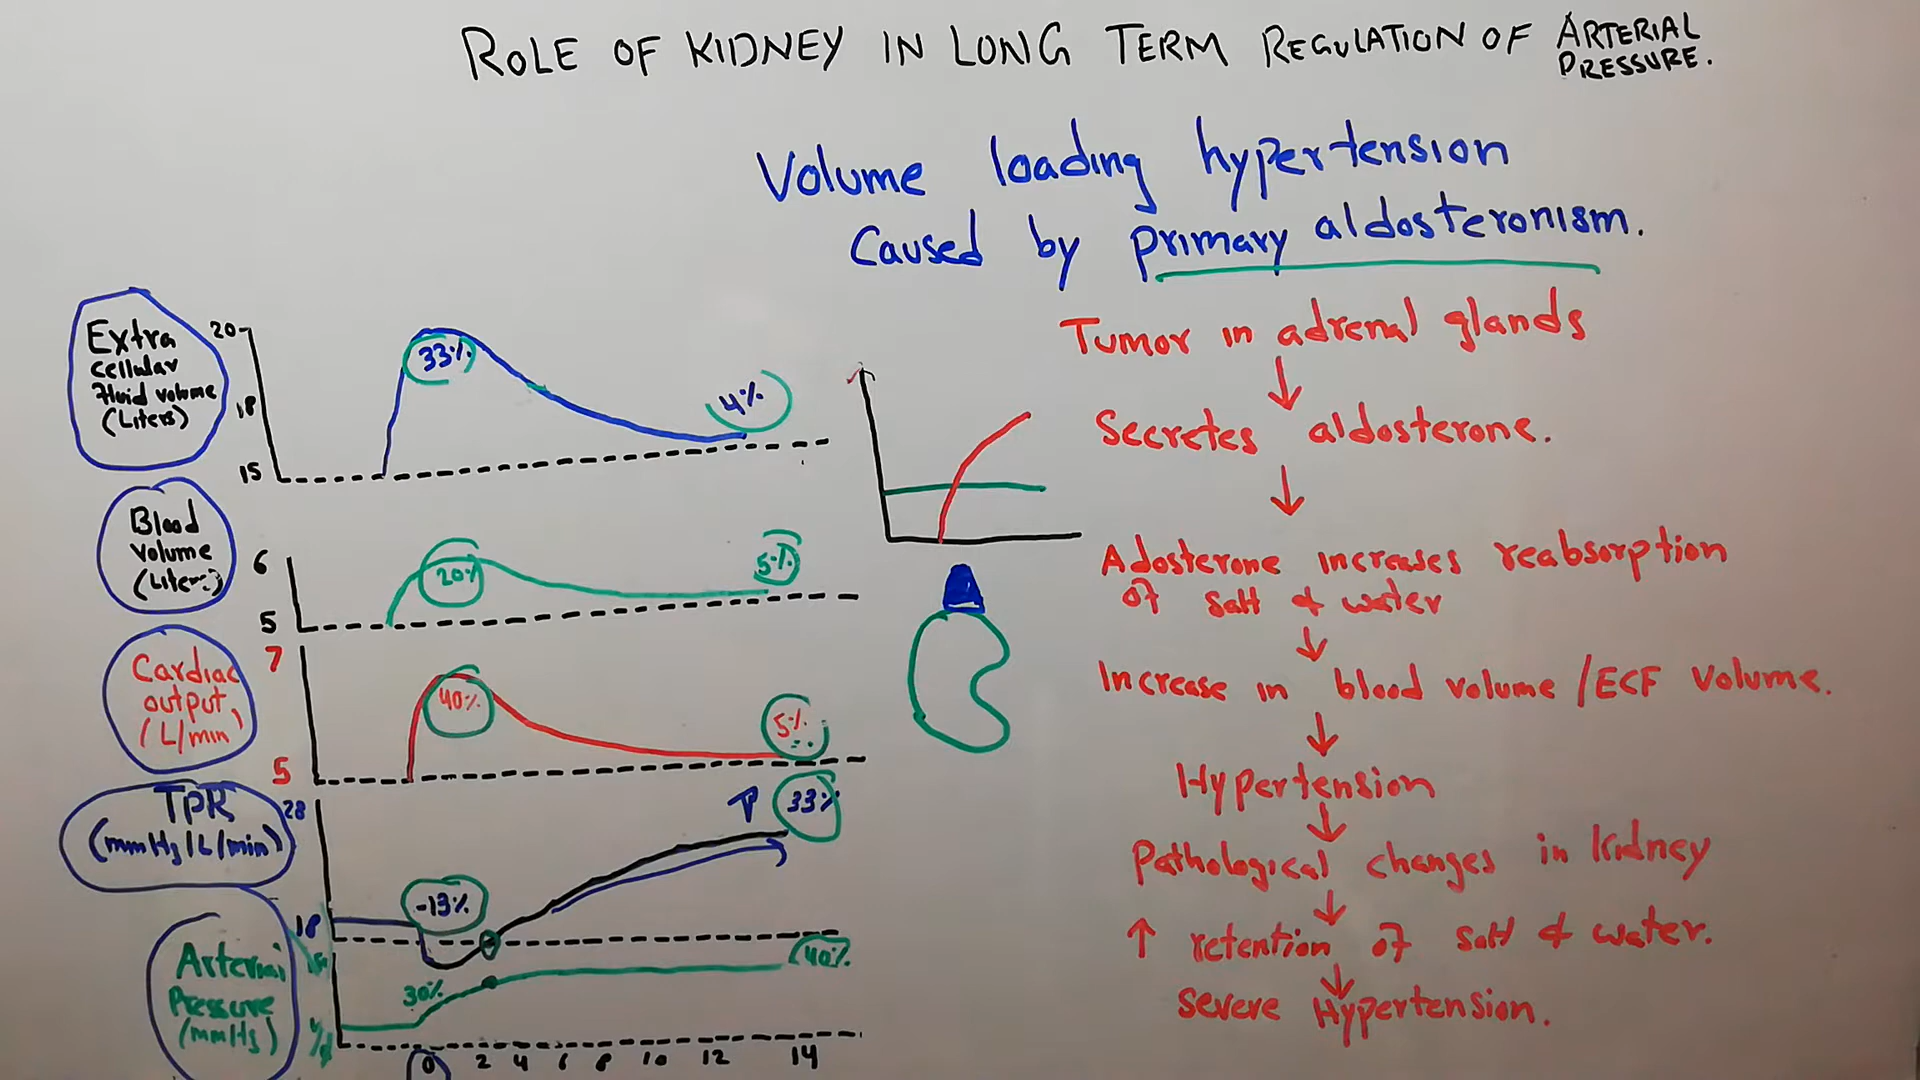 ROLE OF KIDNEY IN LONG TERM REGULATION OF ARTERIAL
PRESSURE.
Volume loading hypertension
Caused by primary aldosteronism.
Tumor in adrenal glands
Secretes aldosterone.
Adosterone increases reabsorption
of salt & water
Increase in blood volume /ECF volume.
Hypertension
Pathological changes in kidney
↑ retention of salt & water.
severe Hypertension.
Extra
cellular
fluid volume
(Liters)
20
18
15
33%
4%
Blood
volume
6
5
20%
5%
Cardiac
output
(L/min)
7
5
40%
5%
TPR
(mmHg/L/min)
28
18
-13%
33%
Arterial
Pressure
(mmHg)
30%
40%
0 2 4 6 8 10 12 14